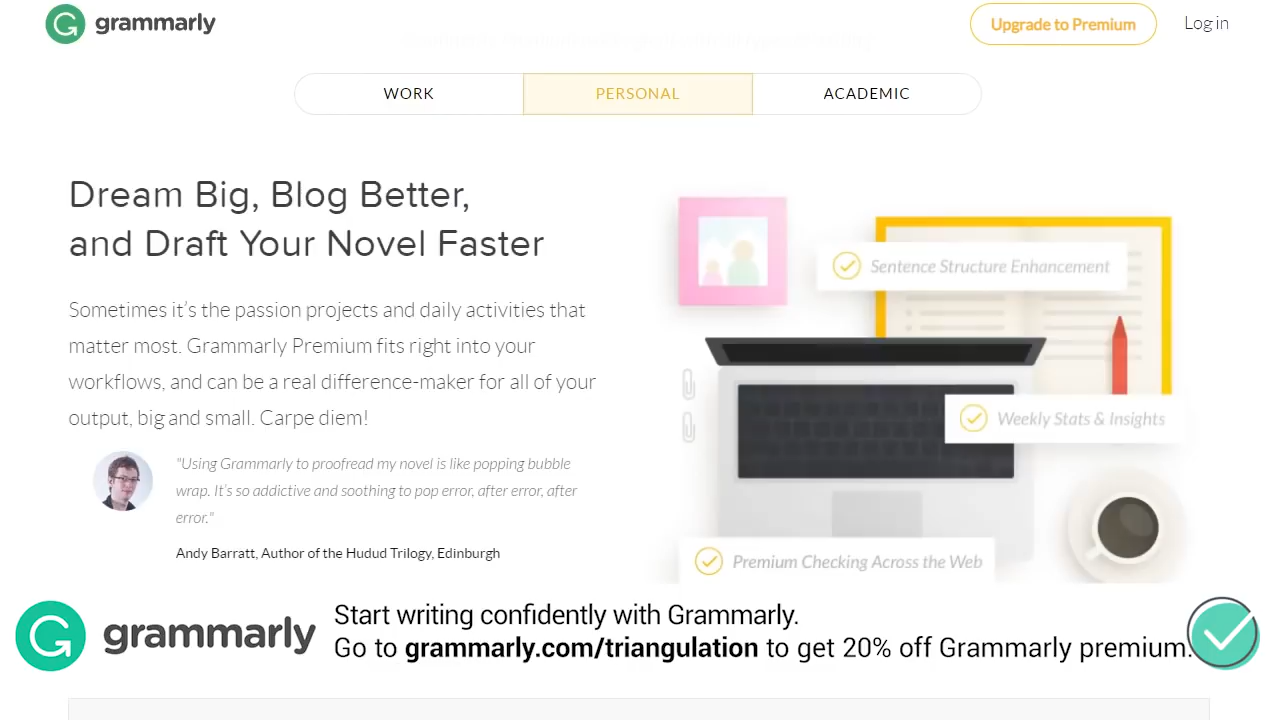 grammarly
Upgrade to Premium
Log in
WORK
PERSONAL
ACADEMIC
Dream Big, Blog Better,
and Draft Your Novel Faster
Sometimes it's the passion projects and daily activities that
matter most. Grammarly Premium fits right into your
workflows, and can be a real difference-maker for all of your
output, big and small. Carpe diem!
"Using Grammarly to proofread my novel is like popping bubble
wrap. It's so addictive and soothing to pop error, after error, after
error."
Andy Barratt, Author of the Hudud Trilogy, Edinburgh
Sentence Structure Enhancement
Weekly Stats & Insights
Premium Checking Across the Web
grammarly
Start writing confidently with Grammarly.
Go to grammarly.com/triangulation to get 20% off Grammarly premium.